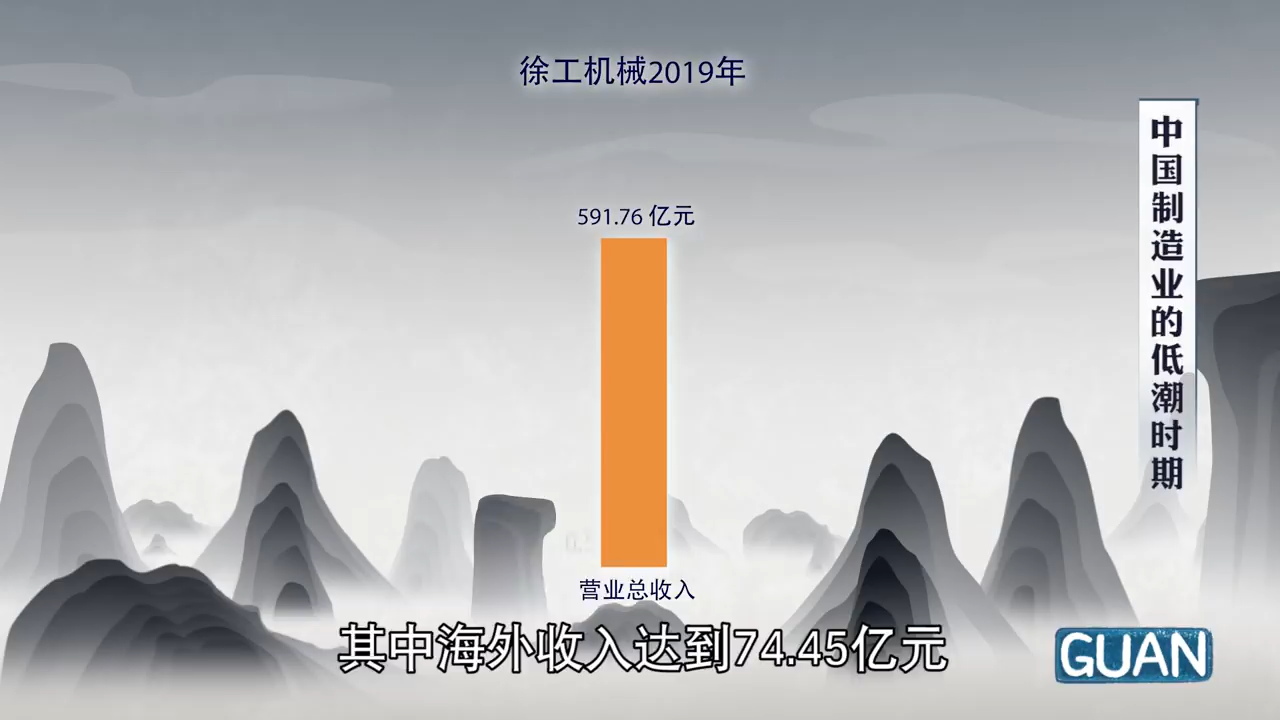 徐工机械2019年
591.76 亿元
营业总收入
中国制造业的低潮时期
其中海外收入达到74.45亿元
GUAN